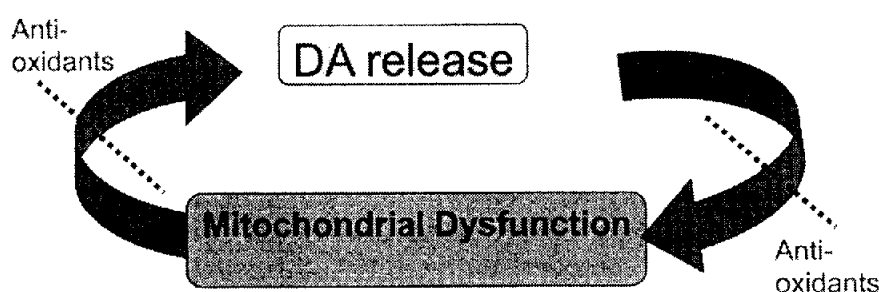 Anti-
oxidants
DA release
Mitochondrial Dysfunction
Anti-
oxidants